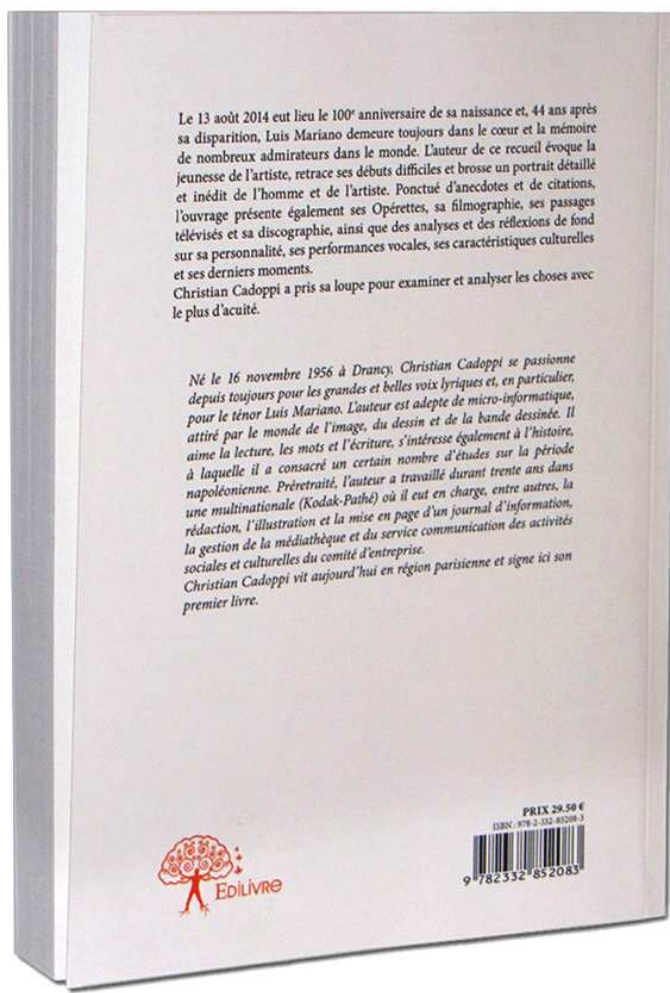 Le 13 août 2014 eut lieu le 100e anniversaire de sa naissance et, 44 ans après
sa disparition, Luis Mariano demeure toujours dans le cœur et la mémoire
de nombreux admirateurs dans le monde. L'auteur de ce recueil évoque la
jeunesse de l'artiste, retrace ses débuts difficiles et brosse un portrait détaillé
et inédit de l'homme et de l'artiste. Ponctué d'anecdotes et de citations,
l'ouvrage présente également ses Opérettes, sa filmographie, ses passages
télévisés et sa discographie, ainsi que des analyses et des réflexions de fond
sur sa personnalité, ses performances vocales, ses caractéristiques culturelles
et ses derniers moments.
Christian Cadoppi a pris sa loupe pour examiner et analyser les choses avec
le plus d'acuité.
Né le 16 novembre 1956 à Drancy, Christian Cadoppi se passionne
depuis toujours pour les grandes et belles voix lyriques et, en particulier,
pour le ténor Luis Mariano. L'auteur est adepte de micro-informatique,
attiré par le monde de l'image, du dessin et de la bande dessinée. Il
aime la lecture, les mots et l'écriture, s'intéresse également à l'histoire,
à laquelle il a consacré un certain nombre d'études sur la période
napoléonienne. Préretraité, l'auteur a travaillé durant trente ans dans
une multinationale (Kodak-Pathé) où il eut en charge, entre autres, la
rédaction, l'illustration et la mise en page d'un journal d'information,
la gestion de la médiathèque et du service communication des activités
sociales et culturelles du comité d'entreprise.
Christian Cadoppi vit aujourd'hui en région parisienne et signe ici son
premier livre.
PRIX 29.50 €
ISBN : 978-2-332-85208-3
9 782332 852083
EDILIVRE